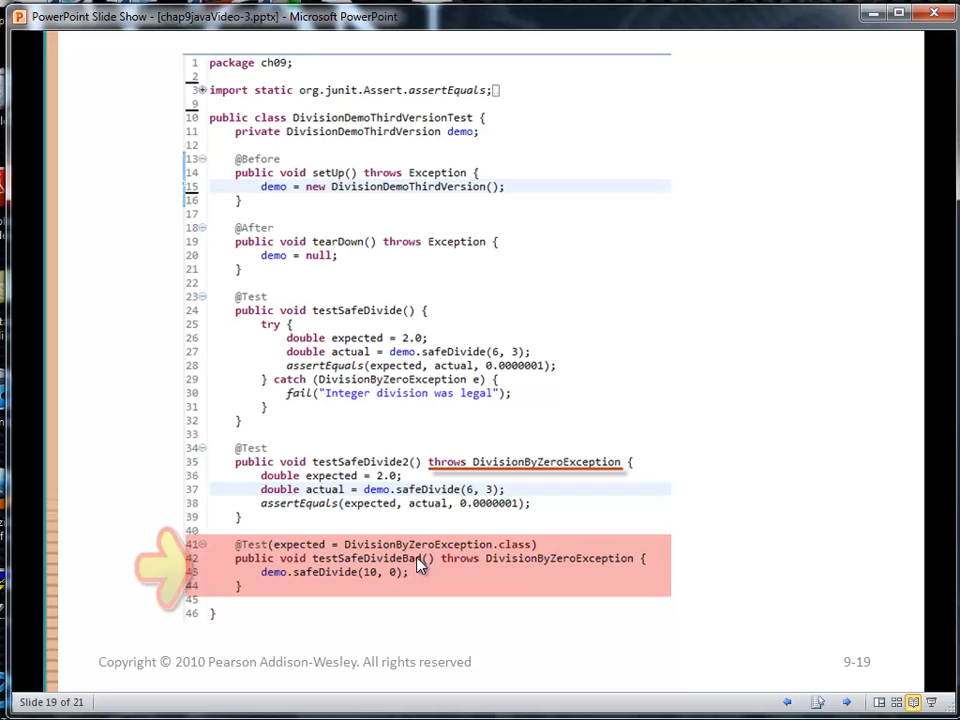 PowerPoint Slide Show - [chap9javaVideo-3.pptx] - Microsoft PowerPoint
1 package ch09;
2
3 import static org.junit.Assert.assertEquals;
9
10 public class DivisionDemoThirdVersionTest {
11 private DivisionDemoThirdVersion demo;
12
13 @Before
14 public void setUp() throws Exception {
15 demo = new DivisionDemoThirdVersion();
16 }
17
18 @After
19 public void tearDown() throws Exception {
20 demo = null;
21 }
22
23 @Test
24 public void testSafeDivide() {
25 try {
26 double expected = 2.0;
27 double actual = demo.safeDivide(6, 3);
28 assertEquals(expected, actual, 0.0000001);
29 } catch (DivisionByZeroException e) {
30 fail("Integer division was legal");
31 }
32 }
33
34 @Test
35 public void testSafeDivide2() throws DivisionByZeroException {
36 double expected = 2.0;
37 double actual = demo.safeDivide(6, 3);
38 assertEquals(expected, actual, 0.0000001);
39 }
40
41 @Test(expected = DivisionByZeroException.class)
42 public void testSafeDivideBad() throws DivisionByZeroException {
43 demo.safeDivide(10, 0);
44 }
45
46 }
Copyright © 2010 Pearson Addison-Wesley. All rights reserved
9-19
Slide 19 of 21